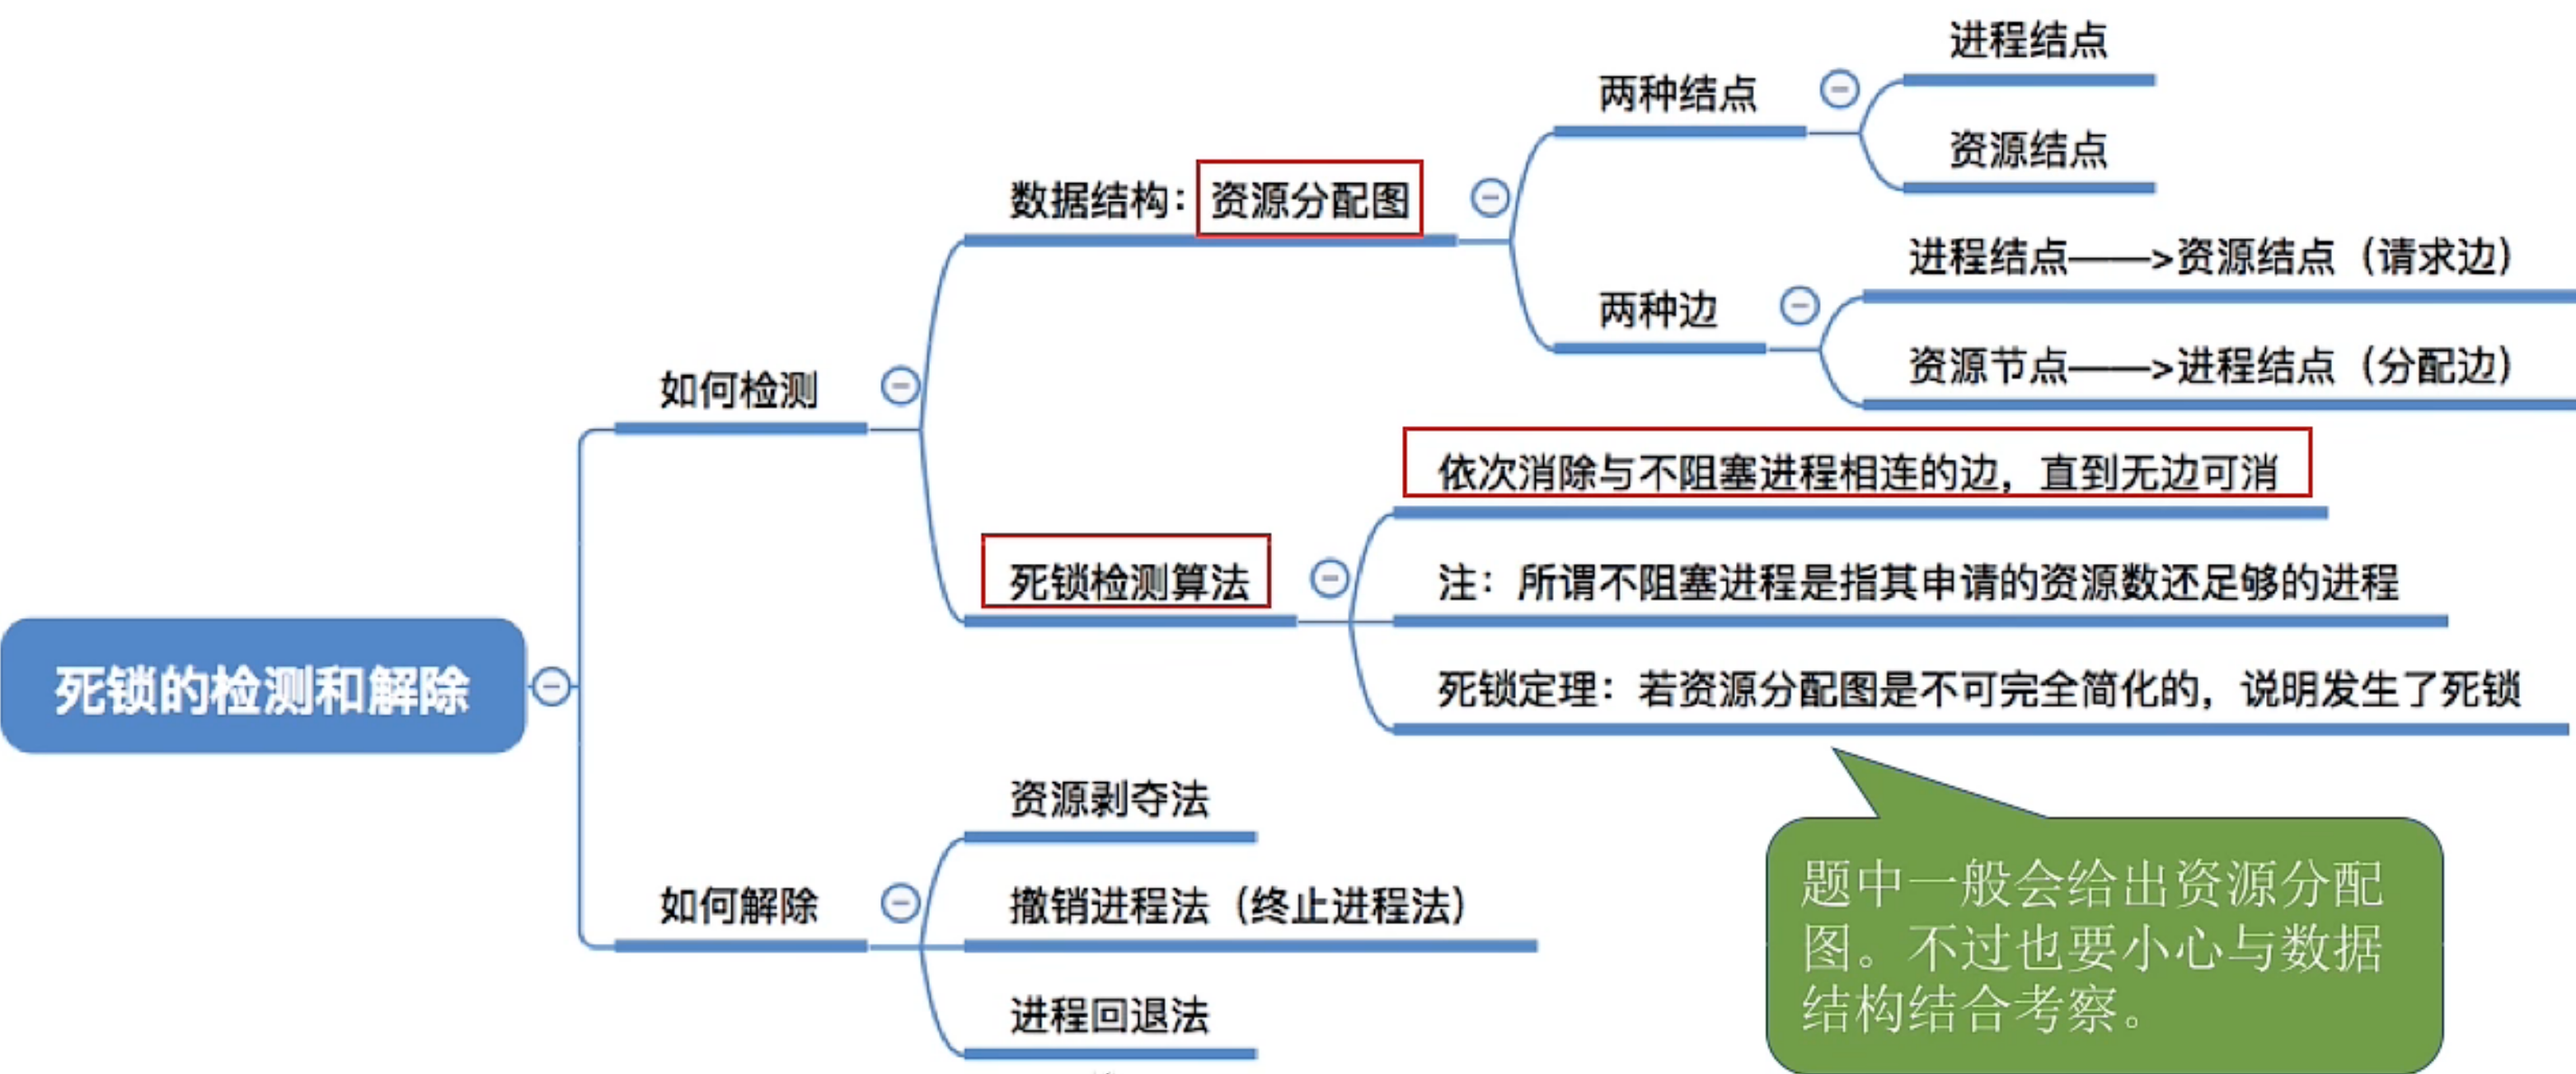 进程结点
两种结点
资源结点
数据结构：资源分配图
进程结点——>资源结点（请求边）
两种边
资源节点——>进程结点（分配边）
如何检测
依次消除与不阻塞进程相连的边，直到无边可消
死锁检测算法
注：所谓不阻塞进程是指其申请的资源数还足够的进程
死锁定理：若资源分配图是不可完全简化的，说明发生了死锁
死锁的检测和解除
资源剥夺法
如何解除
撤销进程法（终止进程法）
进程回退法
题中一般会给出资源分配
图。不过也要小心与数据
结构结合考察。